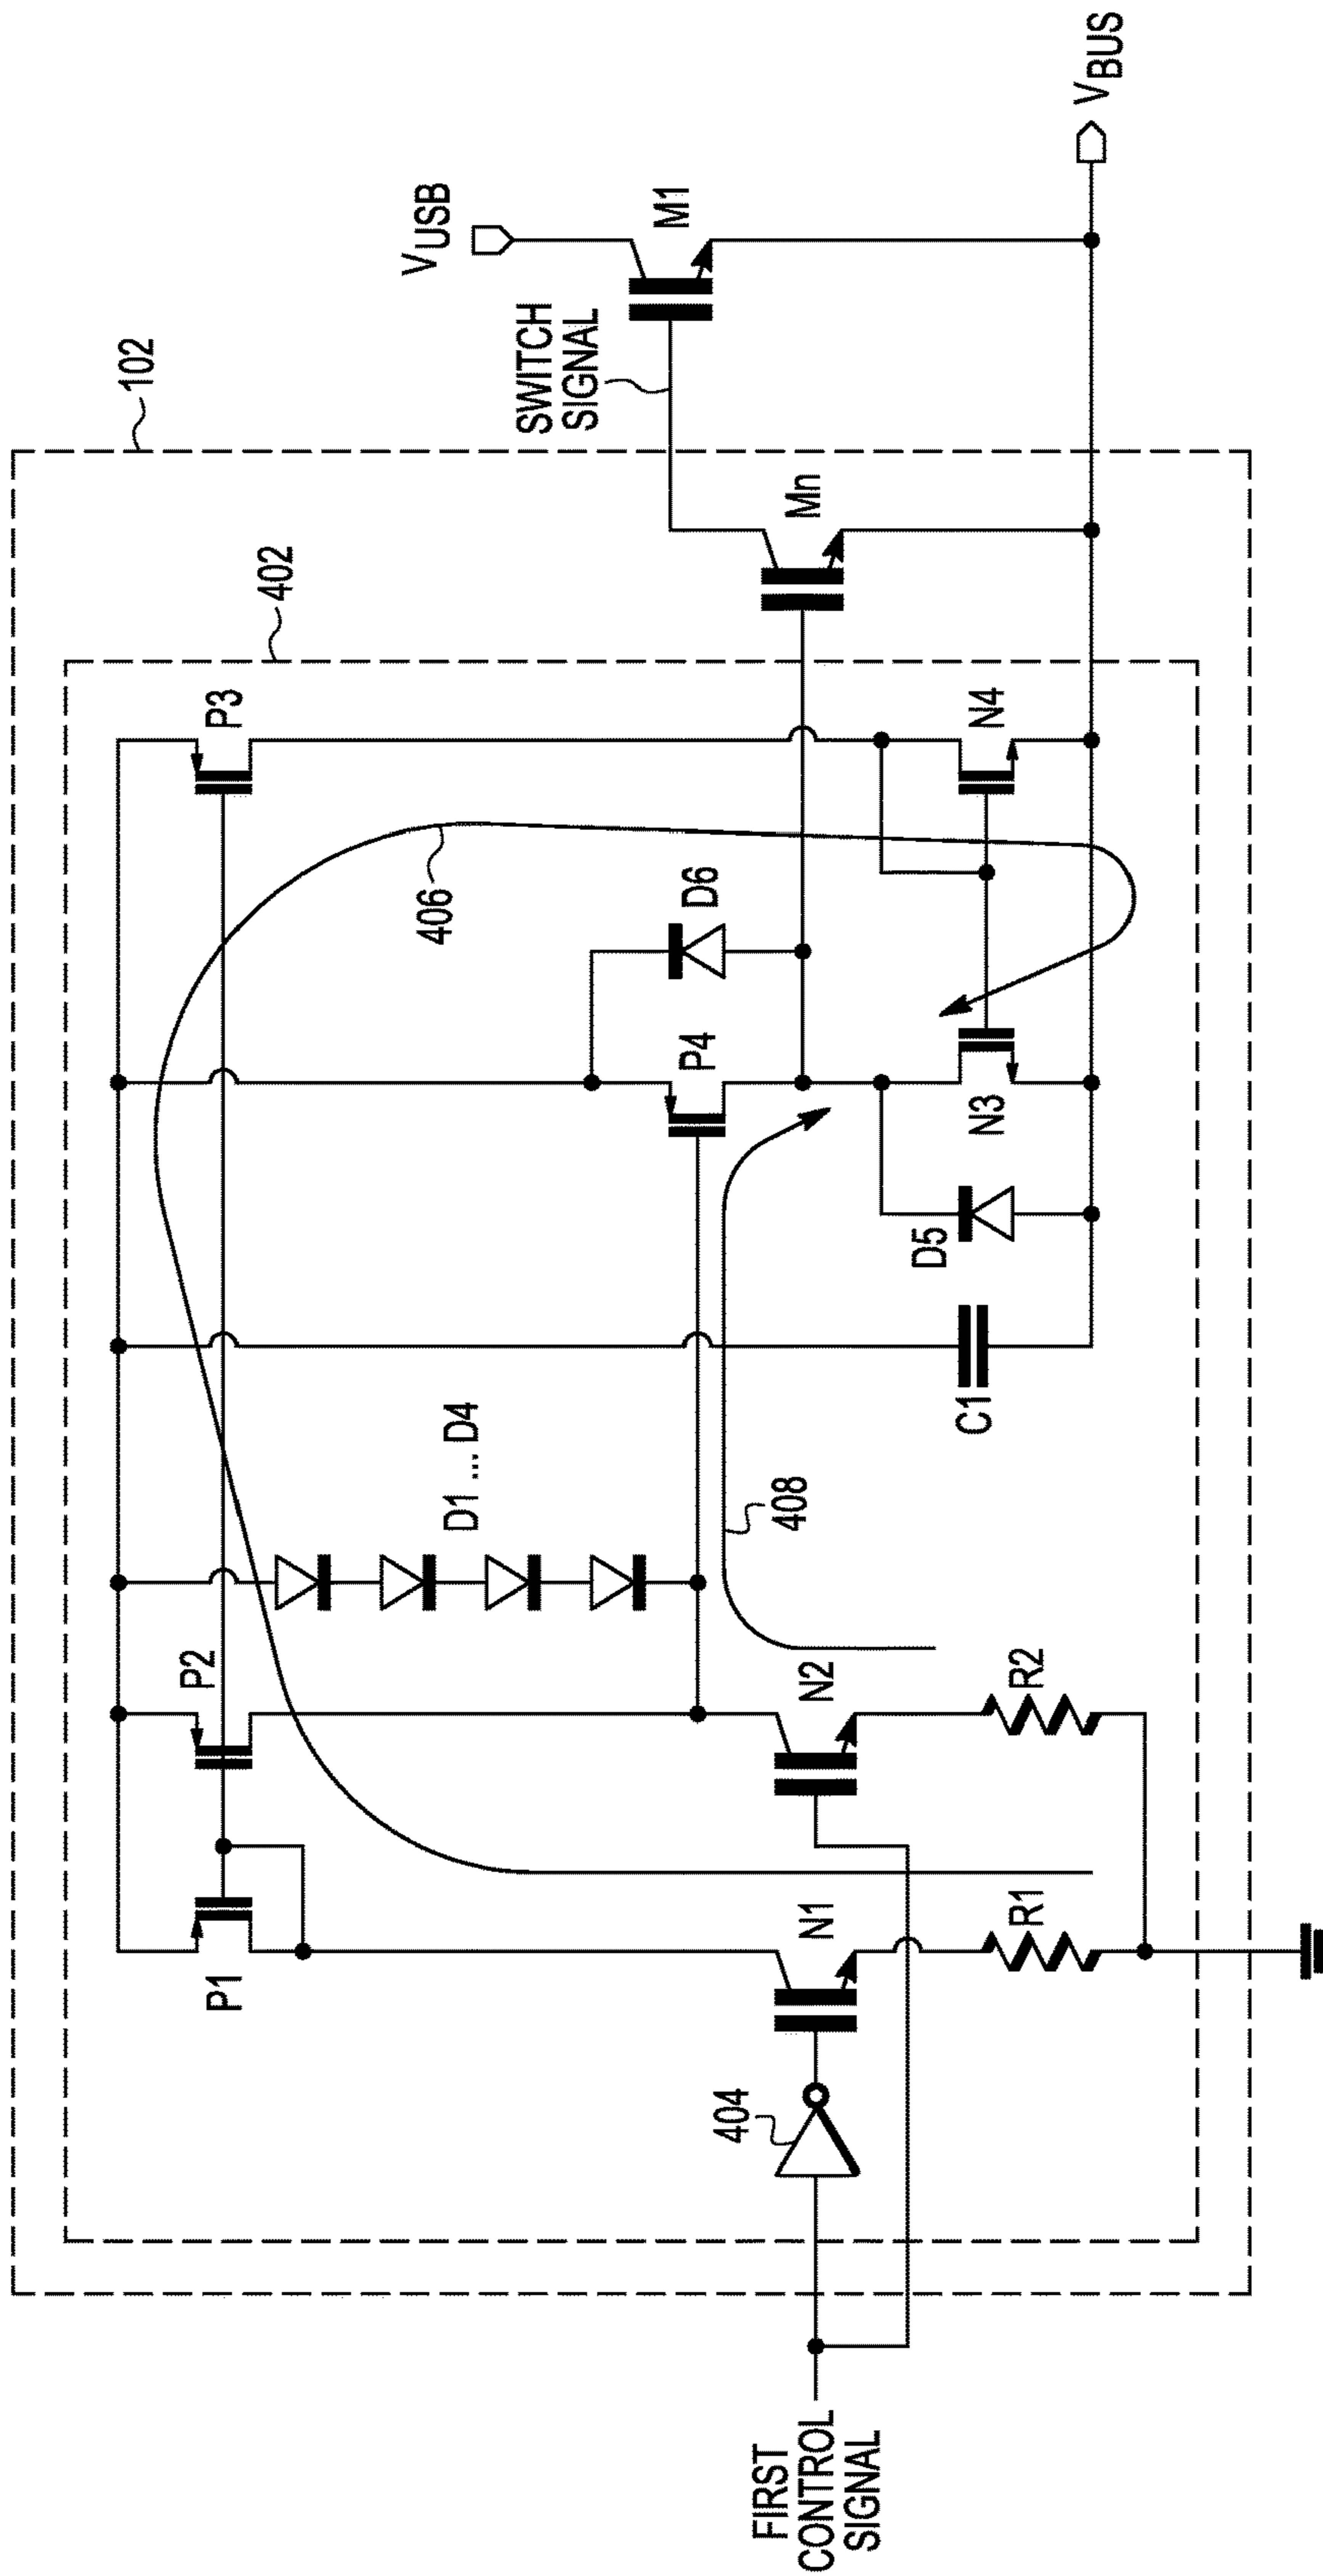 102
402
P1
P2
P3
D1 ... D4
406
D6
P4
408
N1
N2
R1
R2
C1
D5
N3
N4
404
FIRST
CONTROL
SIGNAL
Mn
SWITCH
SIGNAL
M1
VUSB
VBUS